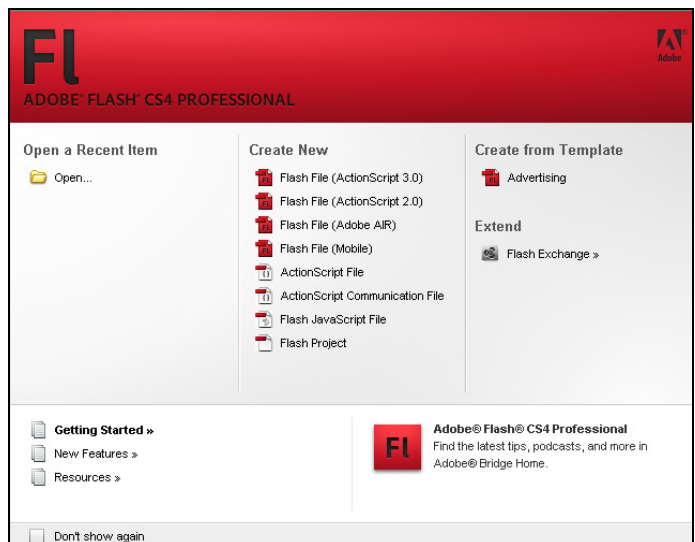 Fl
Adobe
ADOBE® FLASH® CS4 PROFESSIONAL
Open a Recent Item
Open...
Create New
Flash File (ActionScript 3.0)
Flash File (ActionScript 2.0)
Flash File (Adobe AIR)
Flash File (Mobile)
ActionScript File
ActionScript Communication File
Flash JavaScript File
Flash Project
Create from Template
Advertising
Extend
Flash Exchange »
Getting Started »
New Features »
Resources »
Fl
Adobe® Flash® CS4 Professional
Find the latest tips, podcasts, and more in
Adobe® Bridge Home.
Don't show again